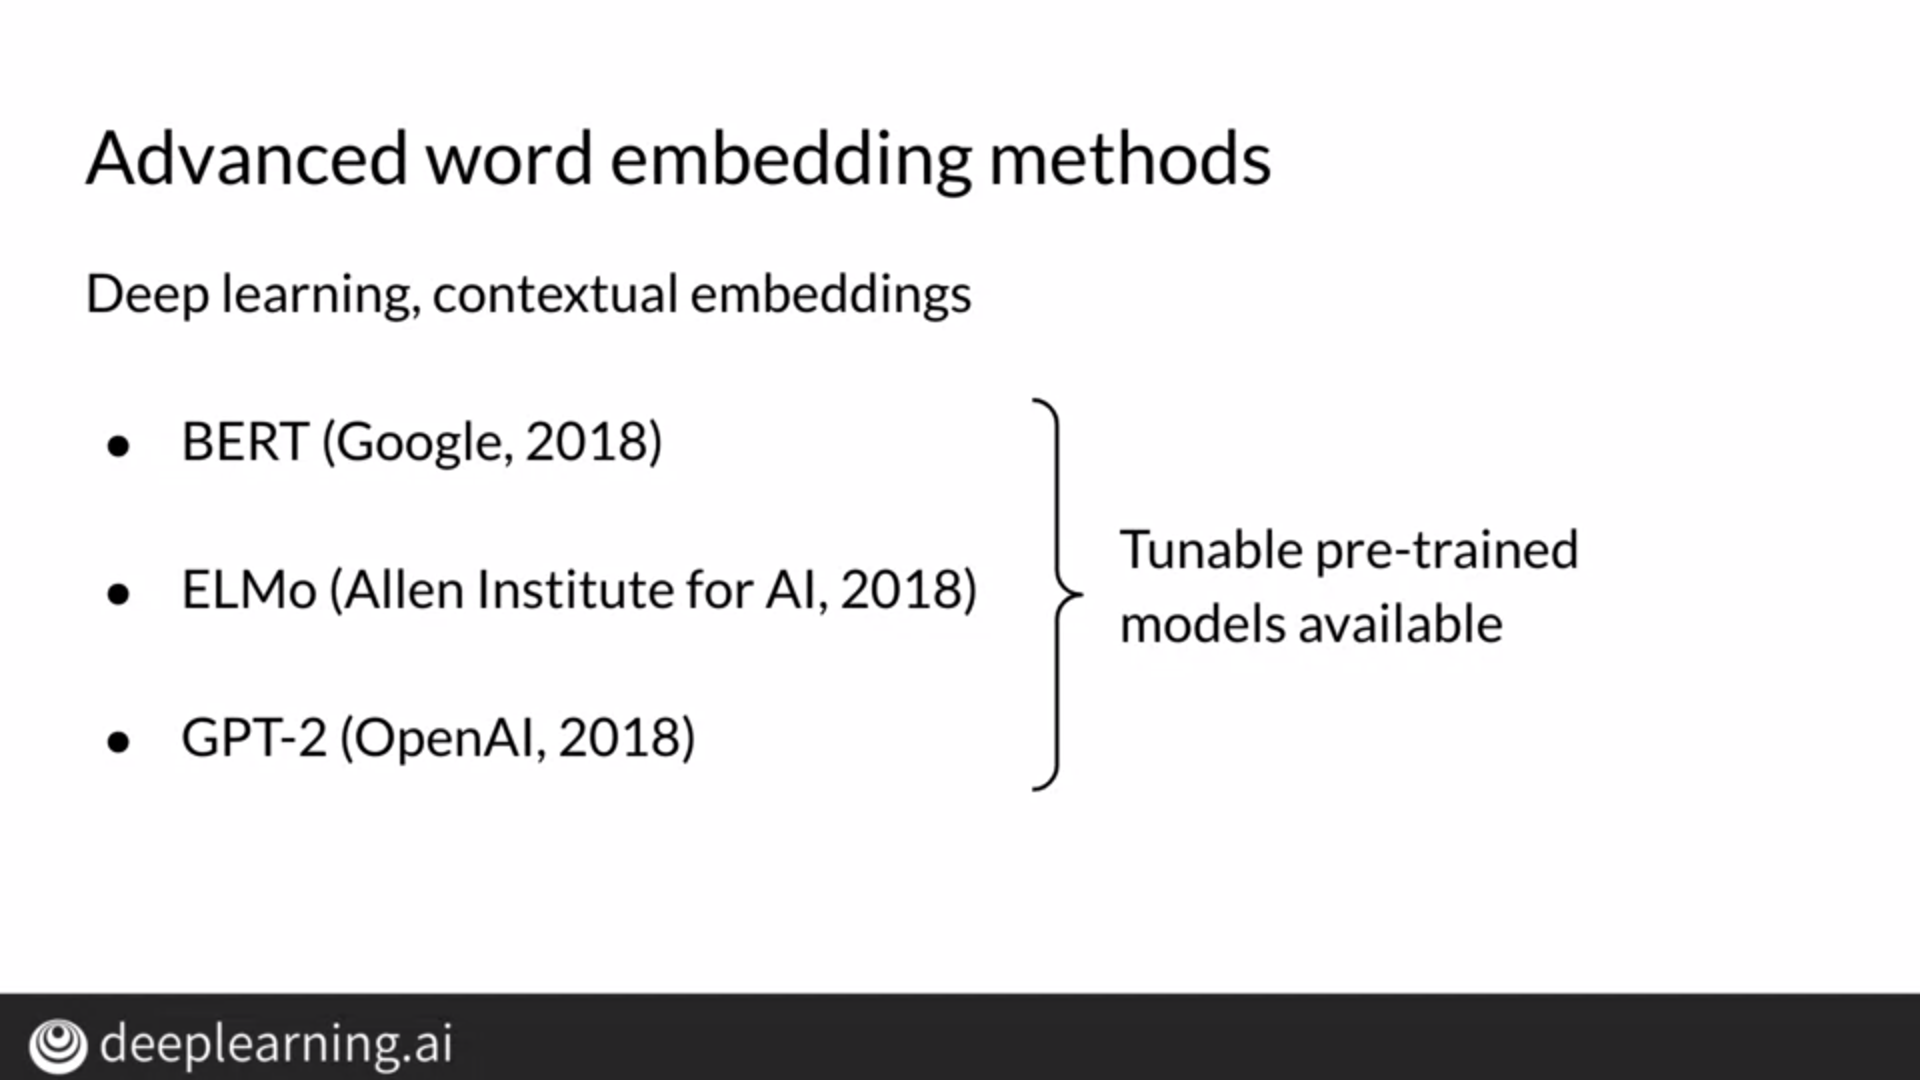 Advanced word embedding methods
Deep learning, contextual embeddings
● BERT (Google, 2018)
● ELMo (Allen Institute for AI, 2018)
● GPT-2 (OpenAI, 2018)
Tunable pre-trained
models available
deeplearning.ai